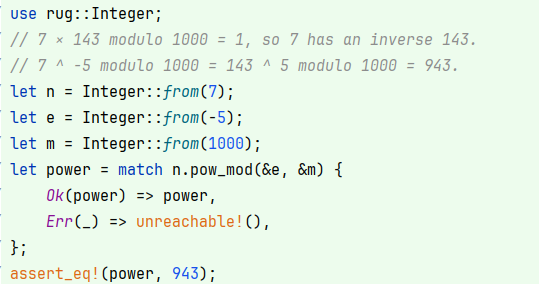 use rug::Integer;
// 7 × 143 modulo 1000 = 1, so 7 has an inverse 143.
// 7 ^ -5 modulo 1000 = 143 ^ 5 modulo 1000 = 943.
let n = Integer::from(7);
let e = Integer::from(-5);
let m = Integer::from(1000);
let power = match n.pow_mod(&e, &m) {
    Ok(power) => power,
    Err(_) => unreachable!(),
};
assert_eq!(power, 943);